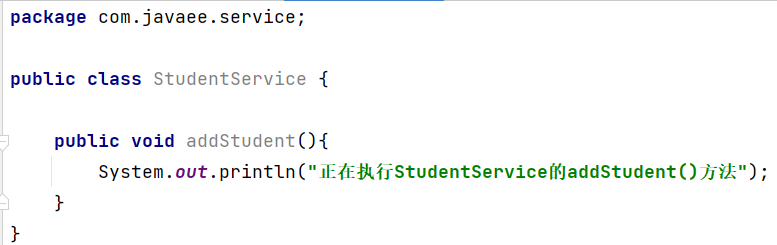 package com.javaee.service;
public class StudentService {
public void addStudent(){
System.out.println("正在执行StudentService的addStudent()方法");
}
}